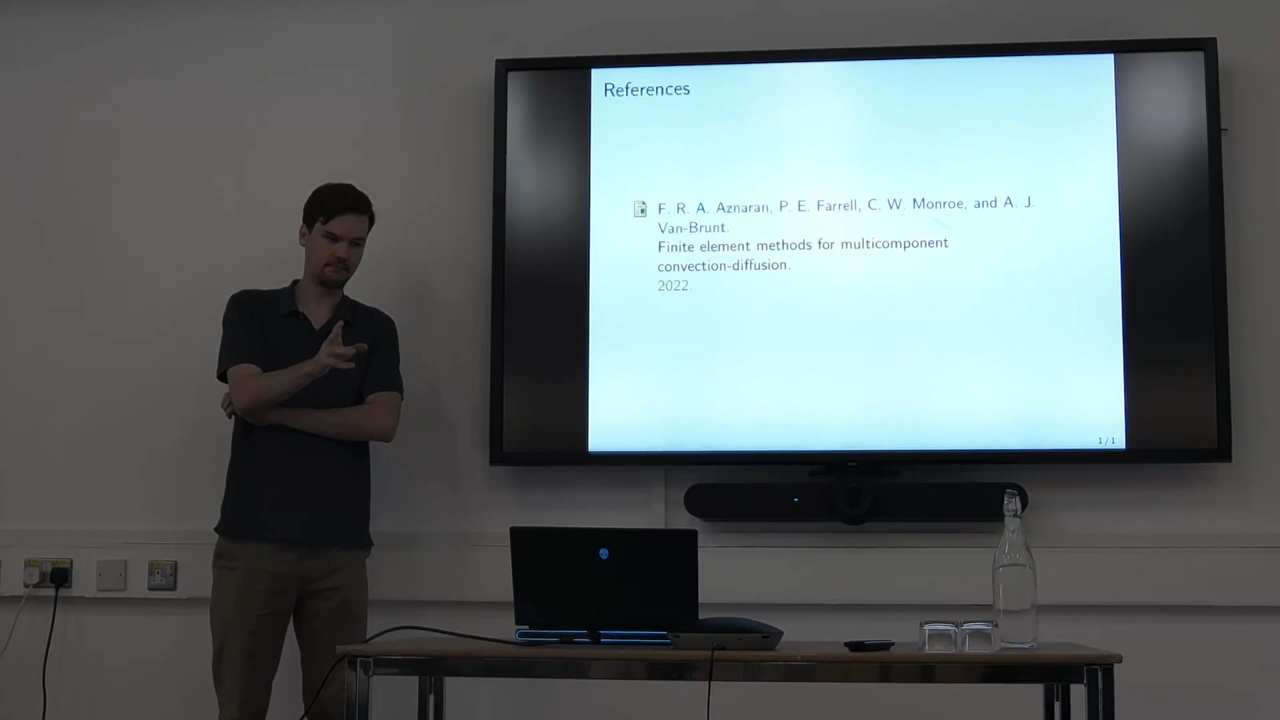 References
F. R. A. Aznaran, P. E. Farrell, C. W. Monroe, and A. J.
Van-Brunt.
Finite element methods for multicomponent
convection-diffusion.
2022.
1 / 1